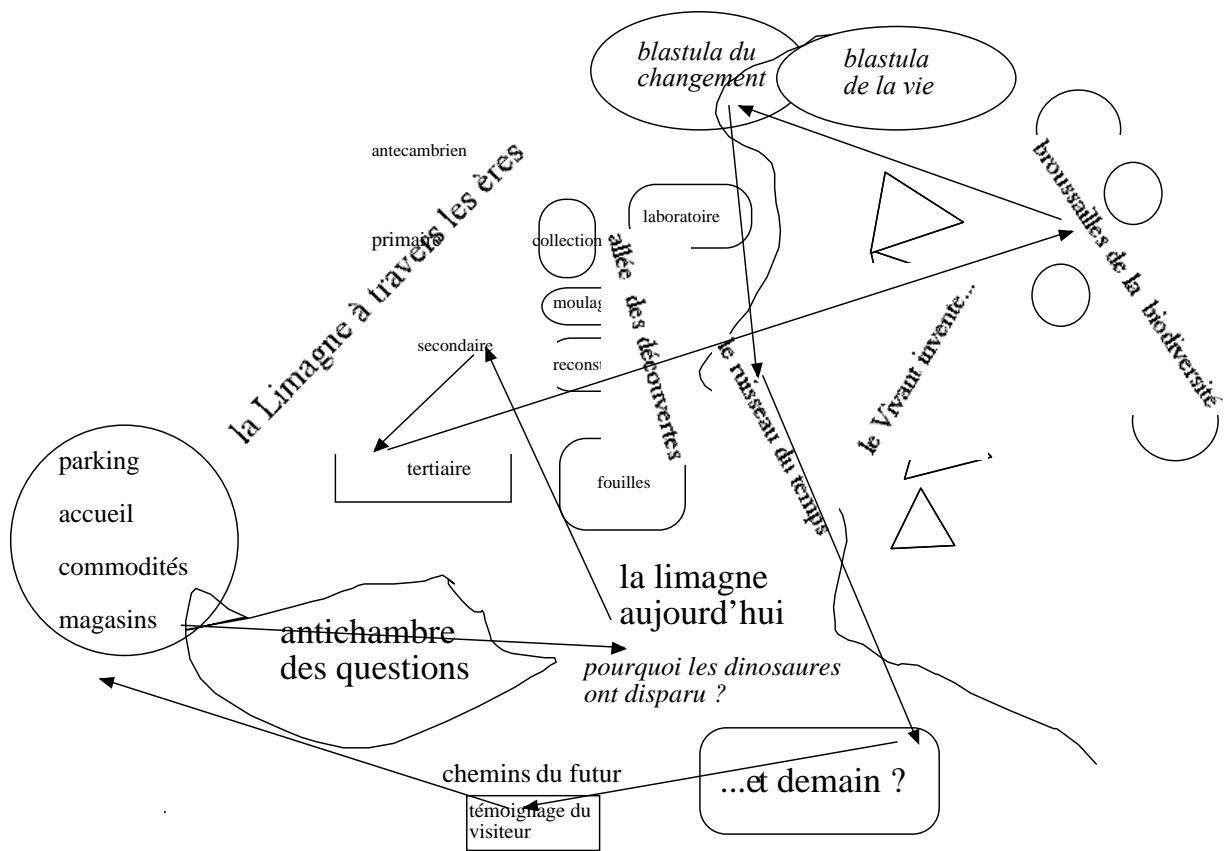 blastula du
changement
blastula
de la vie
antecambrien
la Limagne à travers les ères
primaire
collection
laboratoire
allée des découvertes
broussailles de la biodiversité
moulag
secondaire
reconst
le ruisseau du temps
le Vivant invente...
parking
accueil
commodités
magasins
tertiaire
fouilles
la limagne
aujourd'hui
antichambre
des questions
pourquoi les dinosaures
ont disparu ?
chemins du futur
...et demain ?
témoignage du
visiteur